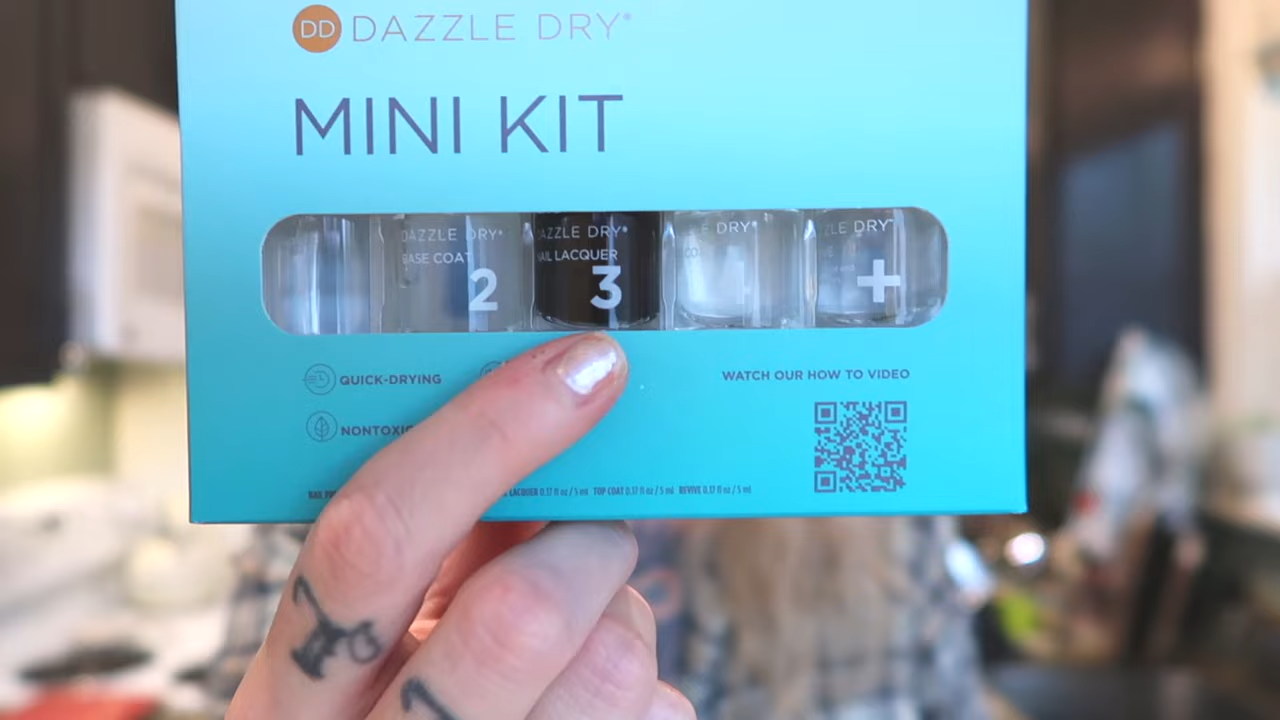 DD DAZZLE DRY®
MINI KIT
DAZZLE DRY®
BASE COAT
2
DAZZLE DRY®
NAIL LACQUER
3
DRY®
4
DRY
+
QUICK-DRYING
NONTOXIC
WATCH OUR HOW TO VIDEO
LACQUER 0.17 fl oz / 5 ml TOP COAT 0.17 fl oz / 5 ml REVIVE 0.17 fl oz / 5 ml